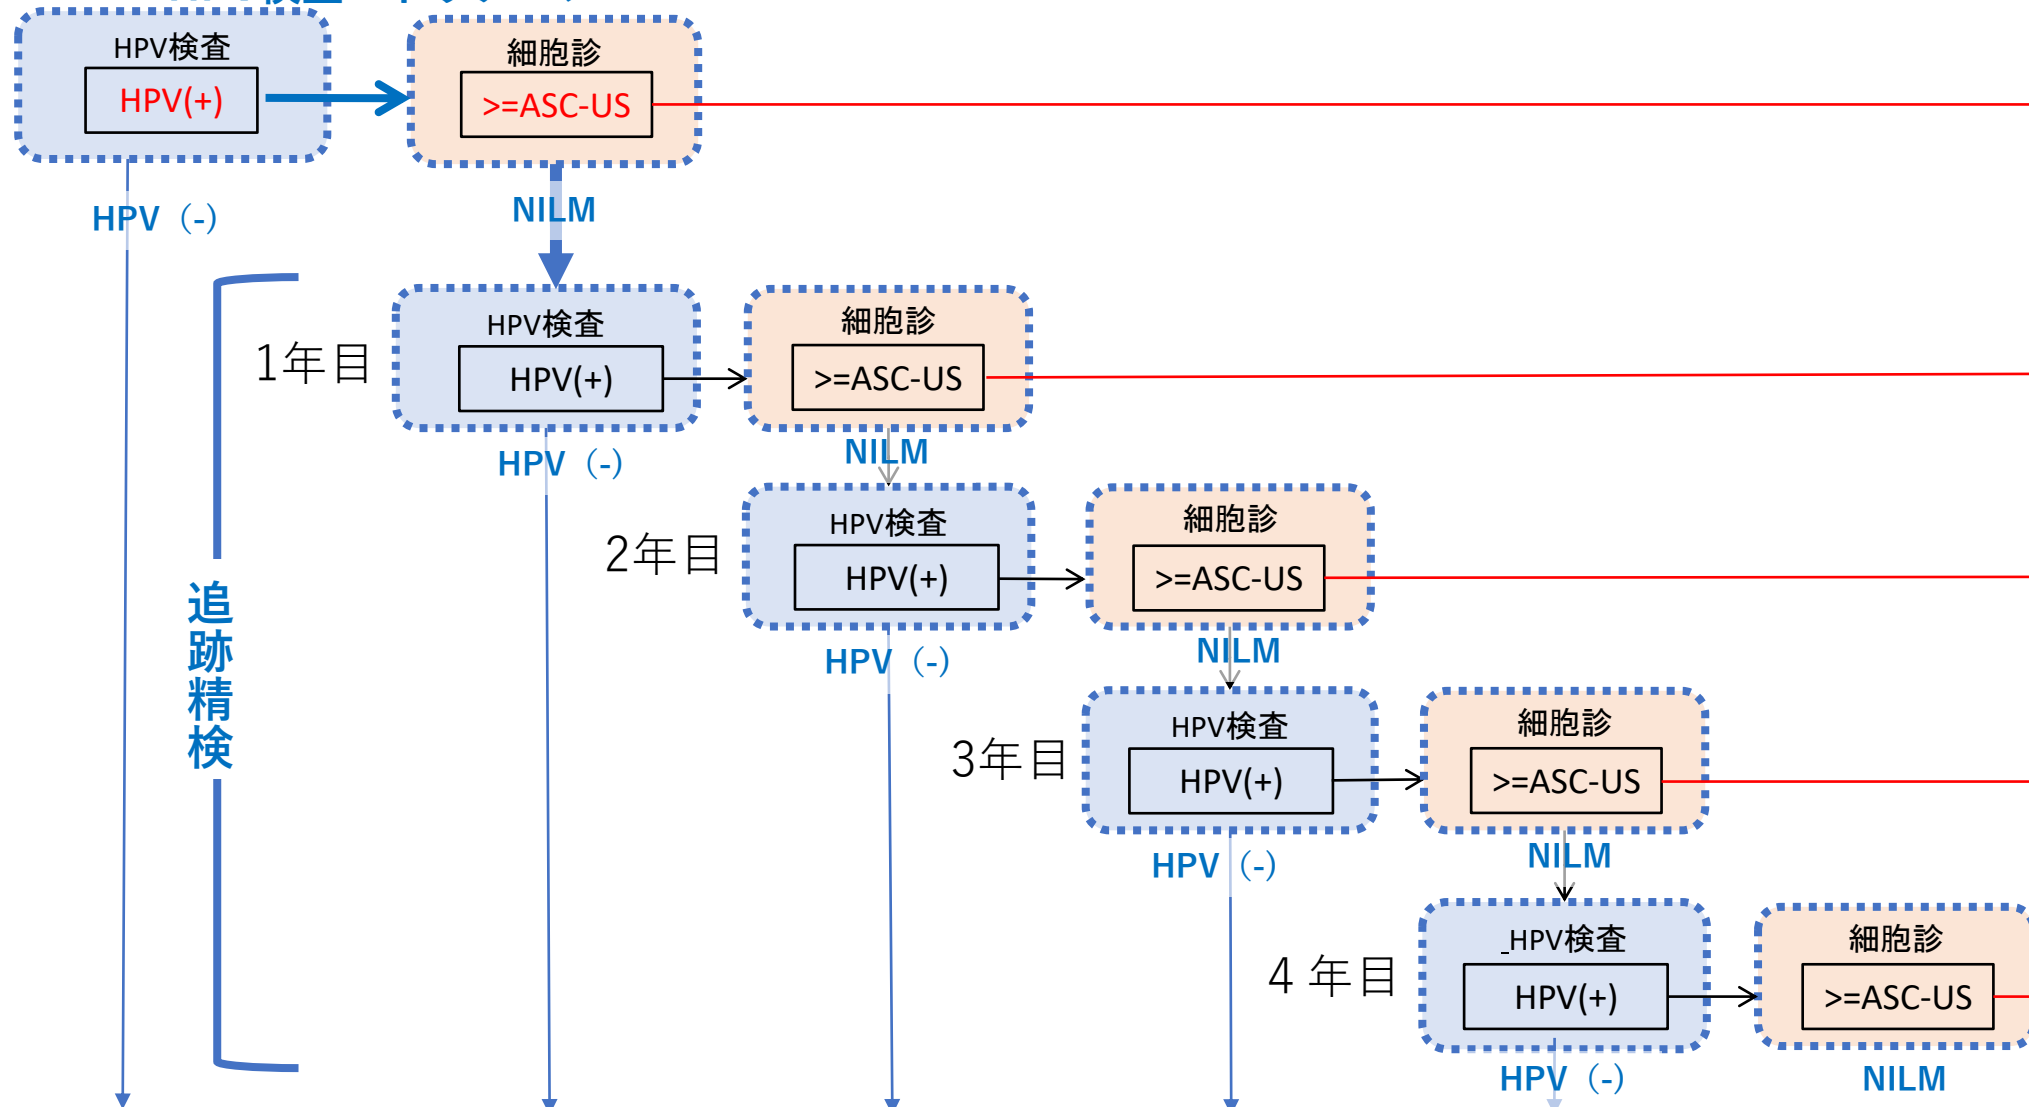 HPV検査
HPV(+)
細胞診
>=ASC-US
HPV（-）
NILM
1年目
HPV検査
HPV(+)
細胞診
>=ASC-US
HPV（-）
NILM
2年目
HPV検査
HPV(+)
細胞診
>=ASC-US
HPV（-）
NILM
追跡精検
3年目
HPV検査
HPV(+)
細胞診
>=ASC-US
HPV（-）
NILM
4 年目
_HPV検査
HPV(+)
細胞診
>=ASC-US
HPV（-）
NILM